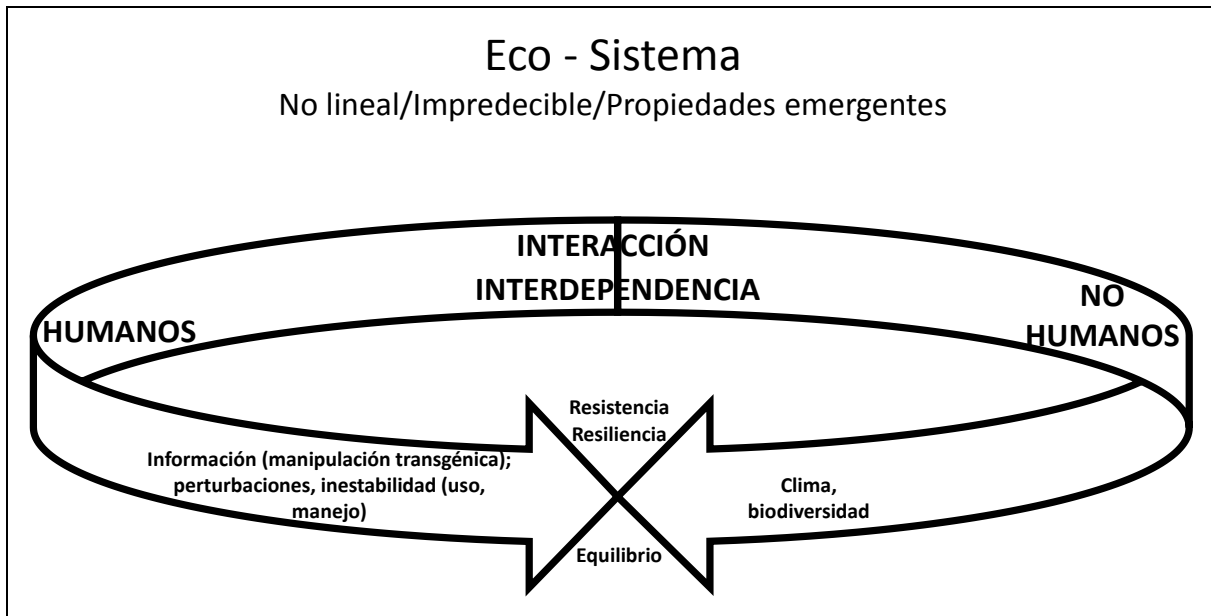 Eco - Sistema
No lineal/Impredecible/Propiedades emergentes
INTERACCIÓN
INTERDEPENDENCIA
HUMANOS
NO
HUMANOS
Resistencia
Resiliencia
Información (manipulación transgénica);
perturbaciones, inestabilidad (uso,
manejo)
Clima,
biodiversidad
Equilibrio